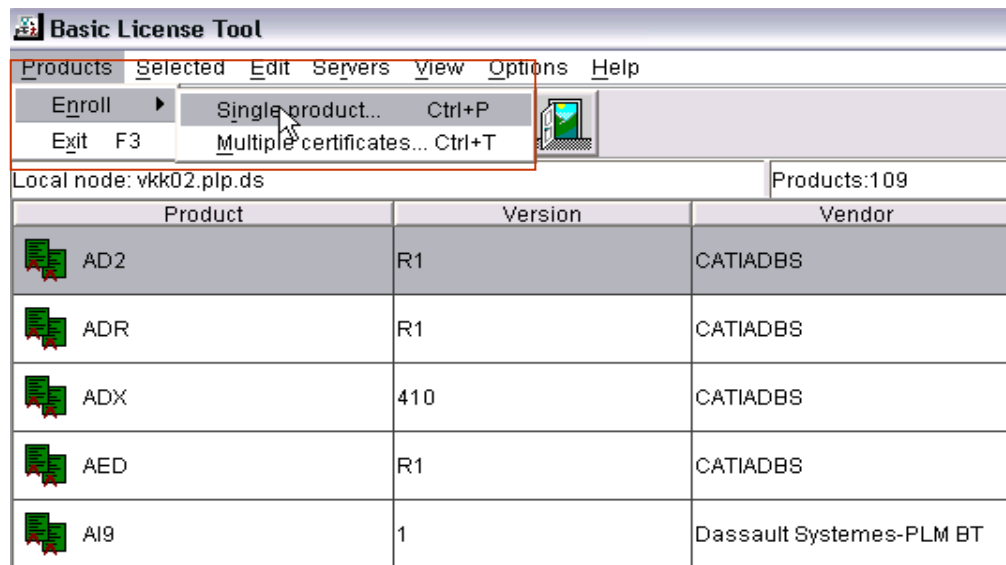 Basic License Tool
Products Selected Edit Servers View Options Help
Enroll Single product... Ctrl+P
Exit F3 Multiple certificates... Ctrl+T
Local node: vkk02.plp.ds Products:109
Product Version Vendor
AD2 R1 CATIADBS
ADR R1 CATIADBS
ADX 410 CATIADBS
AED R1 CATIADBS
AI9 1 Dassault Systemes-PLM BT